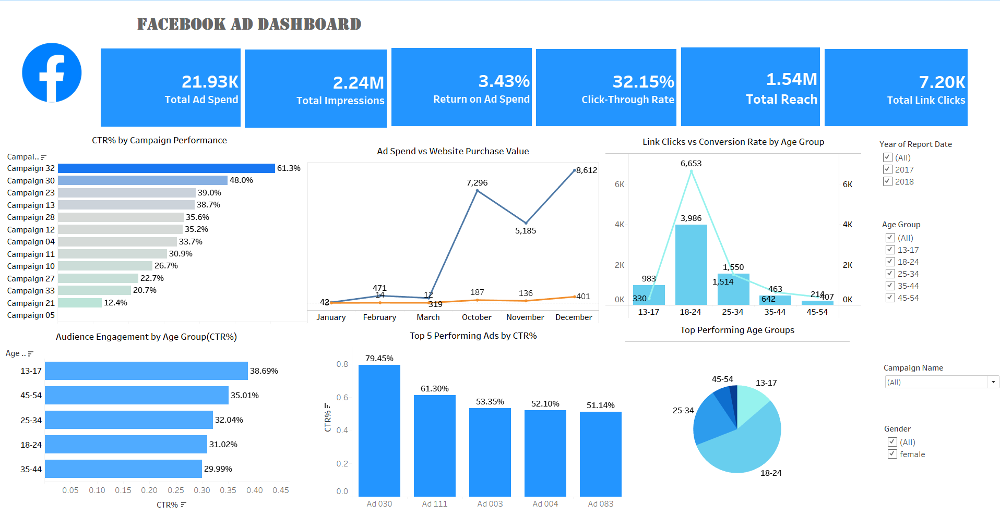 FACEBOOK AD DASHBOARD
21.93K
Total Ad Spend
2.24M
Total Impressions
3.43%
Return on Ad Spend
32.15%
Click-Through Rate
1.54M
Total Reach
7.20K
Total Link Clicks
CTR% by Campaign Performance
Campai..
Campaign 32 61.3%
Campaign 30 48.0%
Campaign 23 39.0%
Campaign 13 38.7%
Campaign 28 35.6%
Campaign 12 35.2%
Campaign 04 33.7%
Campaign 11 30.9%
Campaign 10 26.7%
Campaign 27 22.7%
Campaign 33 20.7%
Campaign 21 12.4%
Campaign 05
Ad Spend vs Website Purchase Value
8,612
7,296
5,185
471
14 12 187 136 401
319
January February March October November December
Link Clicks vs Conversion Rate by Age Group
6,653
6K 6K
3,986
4K 4K
2K 1,550 2K
983 1,514
463
0K 330 642 214 407 0K
13-17 18-24 25-34 35-44 45-54
Year of Report Date
(All)
2017
2018
Age Group
(All)
13-17
18-24
25-34
35-44
45-54
Audience Engagement by Age Group(CTR%)
Age ..
13-17 38.69%
45-54 35.01%
25-34 32.04%
18-24 31.02%
35-44 29.99%
0.05 0.10 0.15 0.20 0.25 0.30 0.35 0.40 0.45
CTR%
Top 5 Performing Ads by CTR%
CTR%
0.8
0.6
0.4
0.2
0.0
79.45%
61.30%
53.35%
52.10%
51.14%
Ad 030 Ad 111 Ad 003 Ad 004 Ad 083
Top Performing Age Groups
45-54 13-17
25-34
18-24
Campaign Name
(All)
Gender
(All)
female